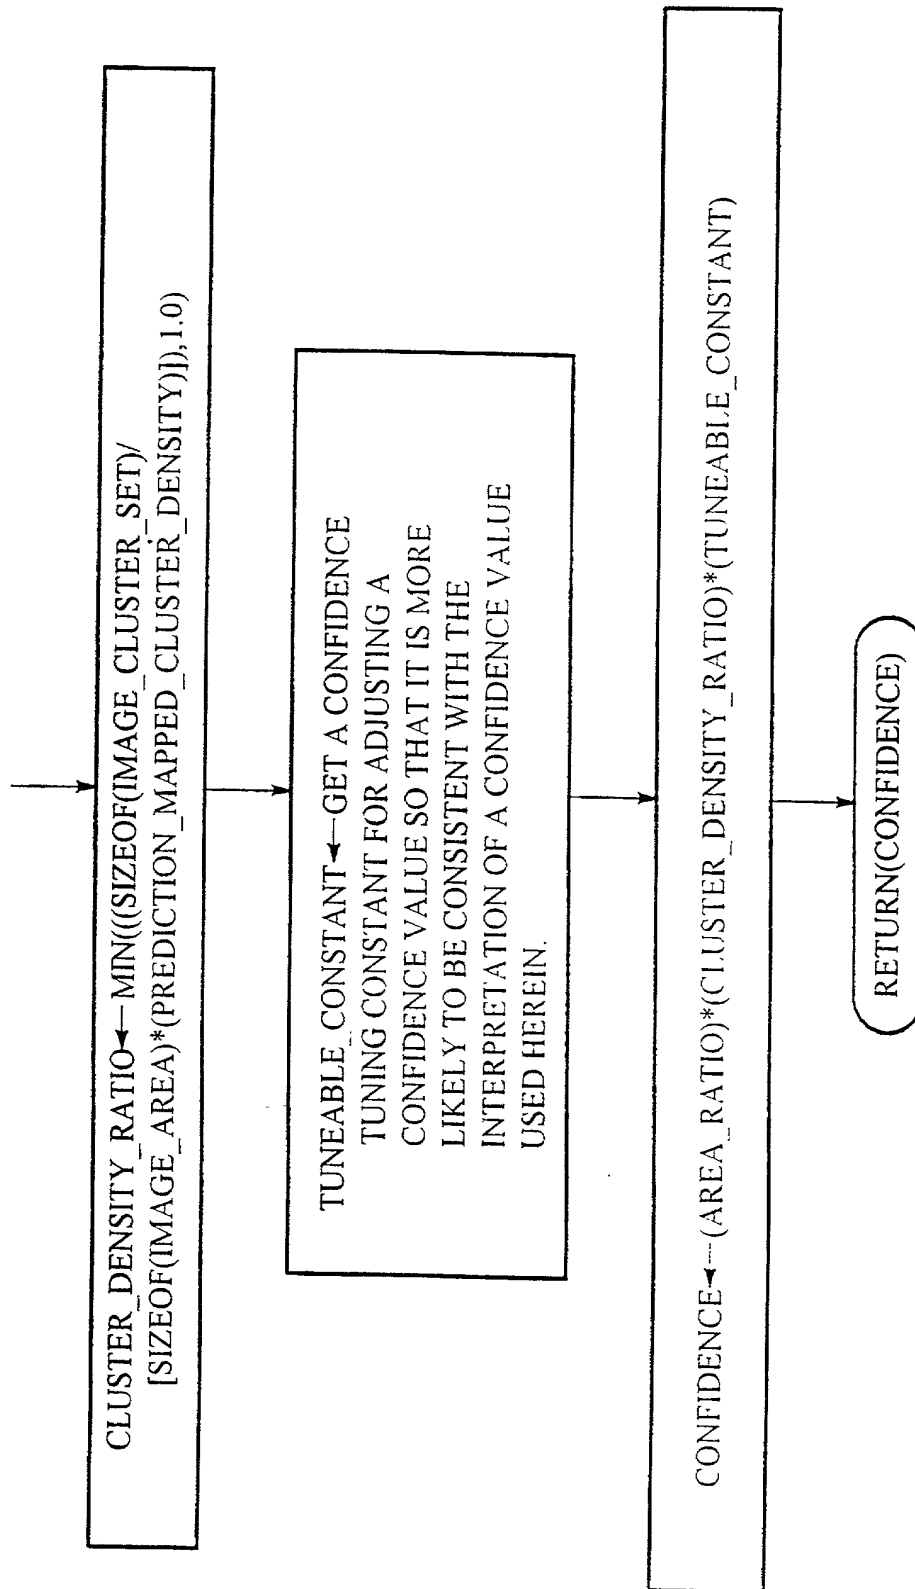 CLUSTER_DENSITY_RATIO←MIN(((SIZEOF(IMAGE_CLUSTER_SET)/
[SIZEOF(IMAGE_AREA)*(PREDICTION_MAPPED_CLUSTER_DENSITY)]),1.0)
TUNEABLE_CONSTANT←GET A CONFIDENCE
TUNING CONSTANT FOR ADJUSTING A
CONFIDENCE VALUE SO THAT IT IS MORE
LIKELY TO BE CONSISTENT WITH THE
INTERPRETATION OF A CONFIDENCE VALUE
USED HEREIN.
CONFIDENCE←(AREA_RATIO)*(CLUSTER_DENSITY_RATIO)*(TUNEABLE_CONSTANT)
RETURN(CONFIDENCE)